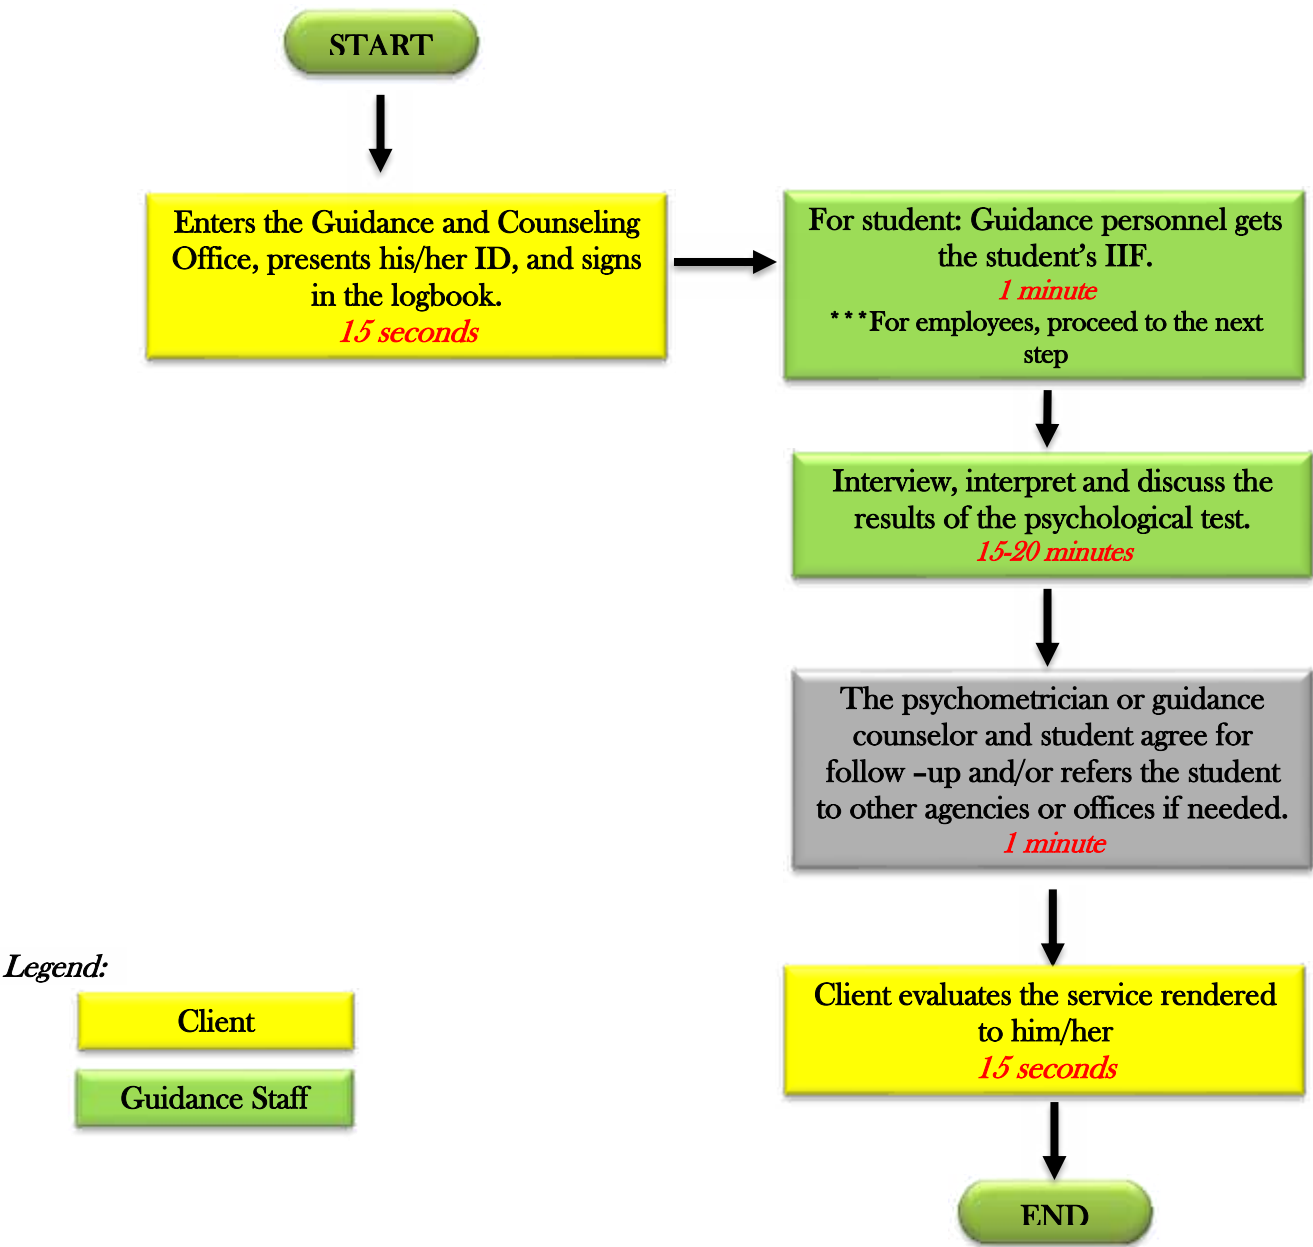 START
Enters the Guidance and Counseling
Office, presents his/her ID, and signs
in the logbook.
15 seconds
For student: Guidance personnel gets
the student’s IIF.
1 minute
***For employees, proceed to the next
step
Interview, interpret and discuss the
results of the psychological test.
15-20 minutes
The psychometrician or guidance
counselor and student agree for
follow –up and/or refers the student
to other agencies or offices if needed.
1 minute
Client evaluates the service rendered
to him/her
15 seconds
END
Legend:
Client
Guidance Staff